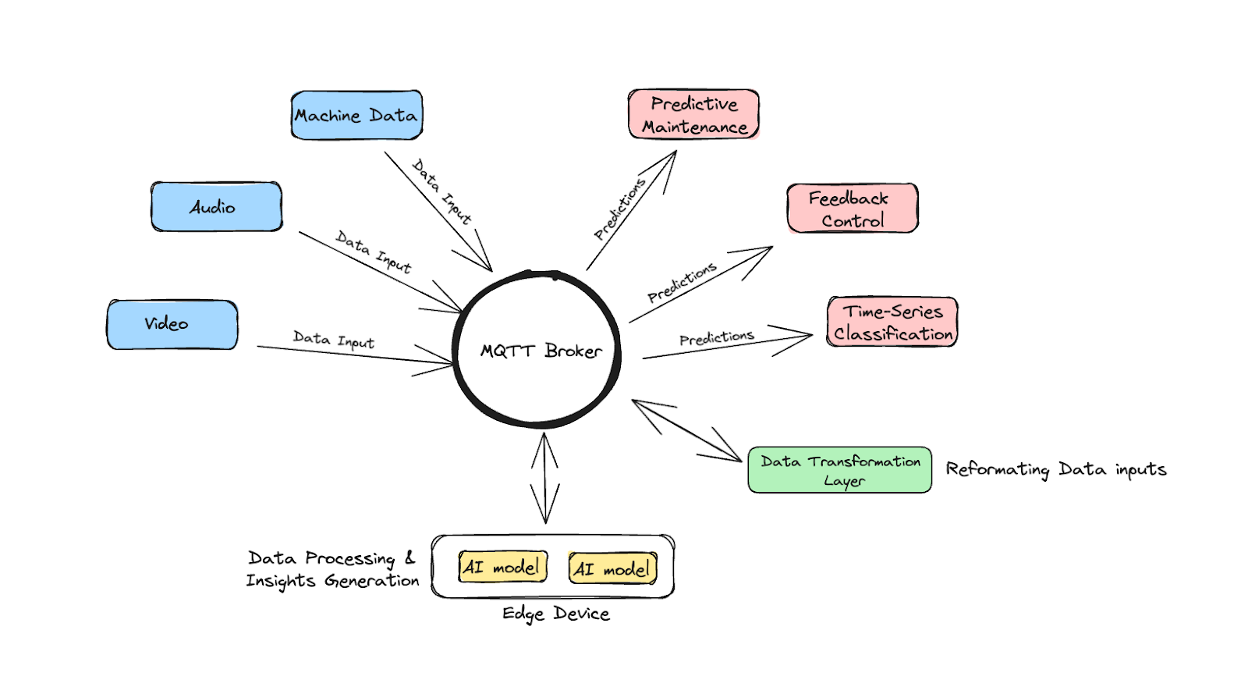 Machine Data
Predictive
Maintenance
Data Input
Predictions
Audio
Feedback
Control
Data Input
Predictions
Video
Time-Series
Classification
Data Input
Predictions
MQTT Broker
Data Transformation
Layer
Reformating Data inputs
Data Processing &
Insights Generation
AI model
AI model
Edge Device